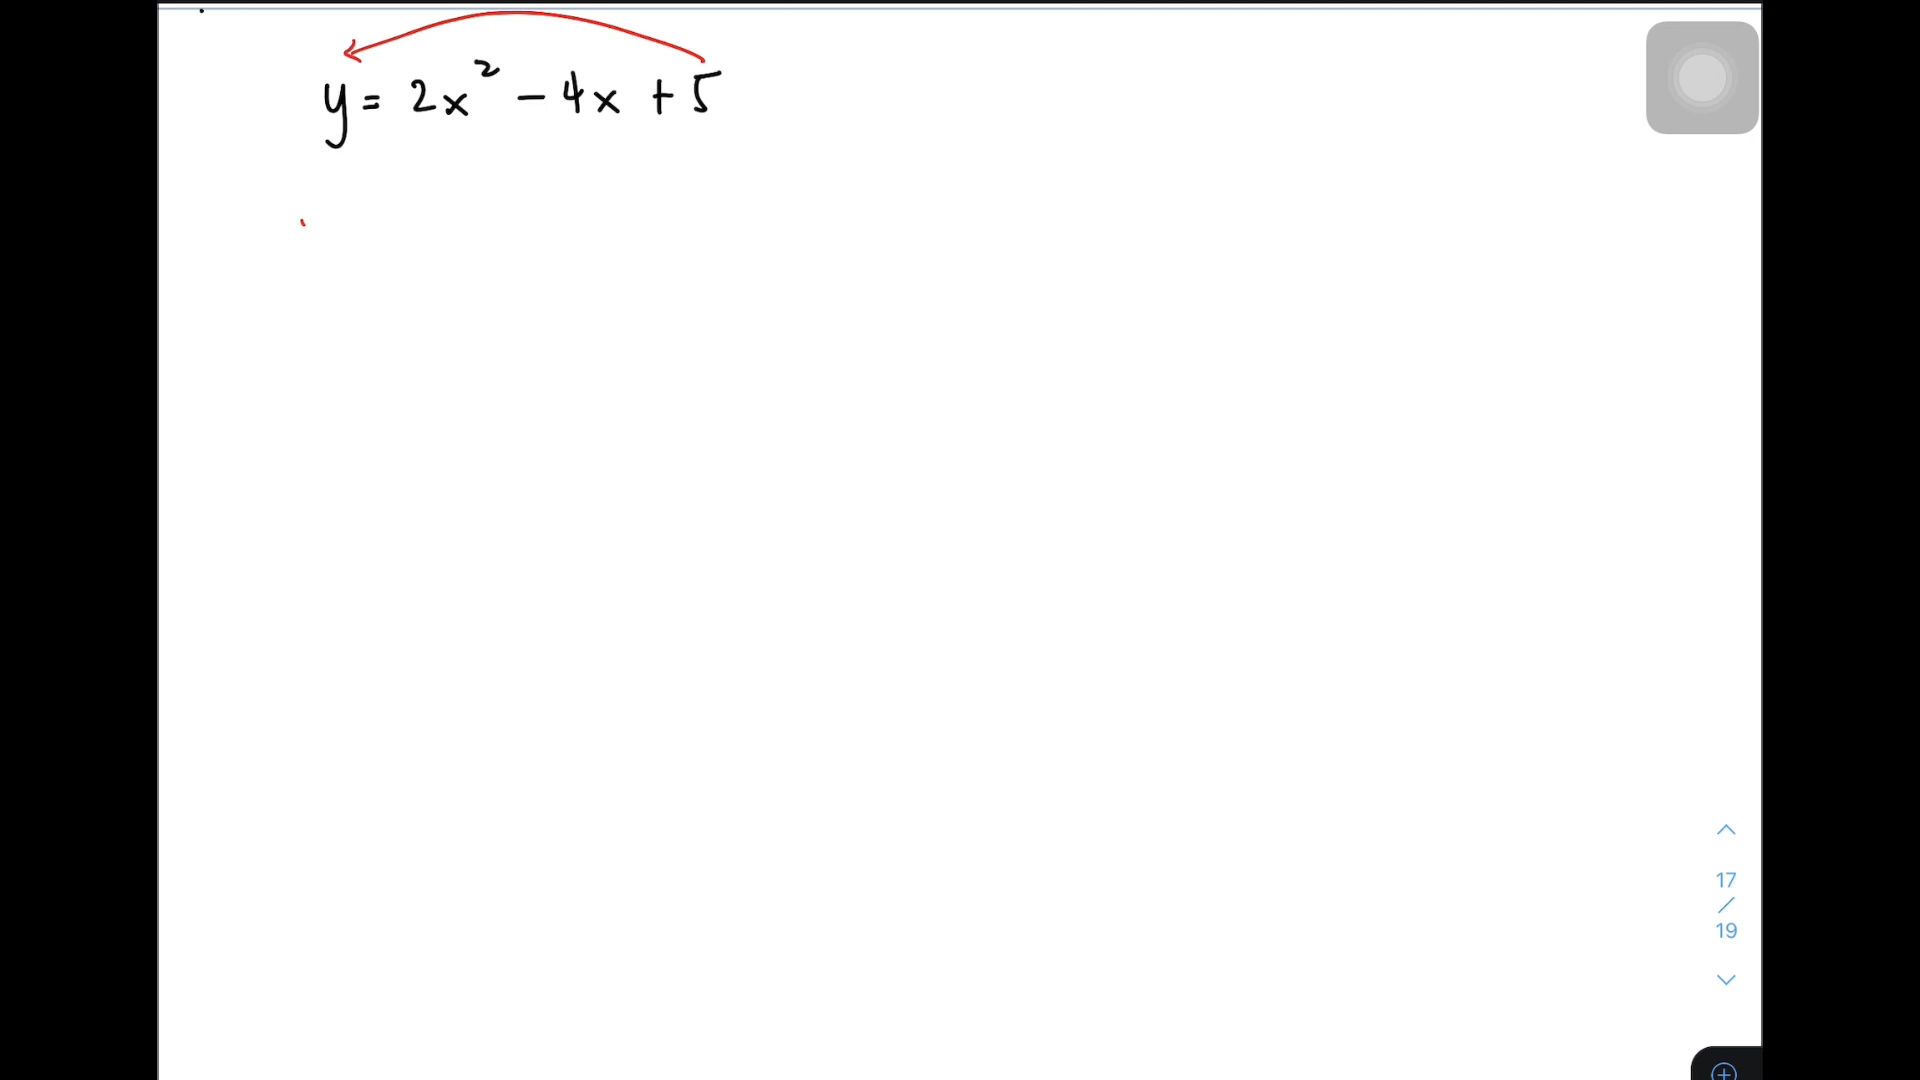 y = 2x² - 4x + 5
17
/
19